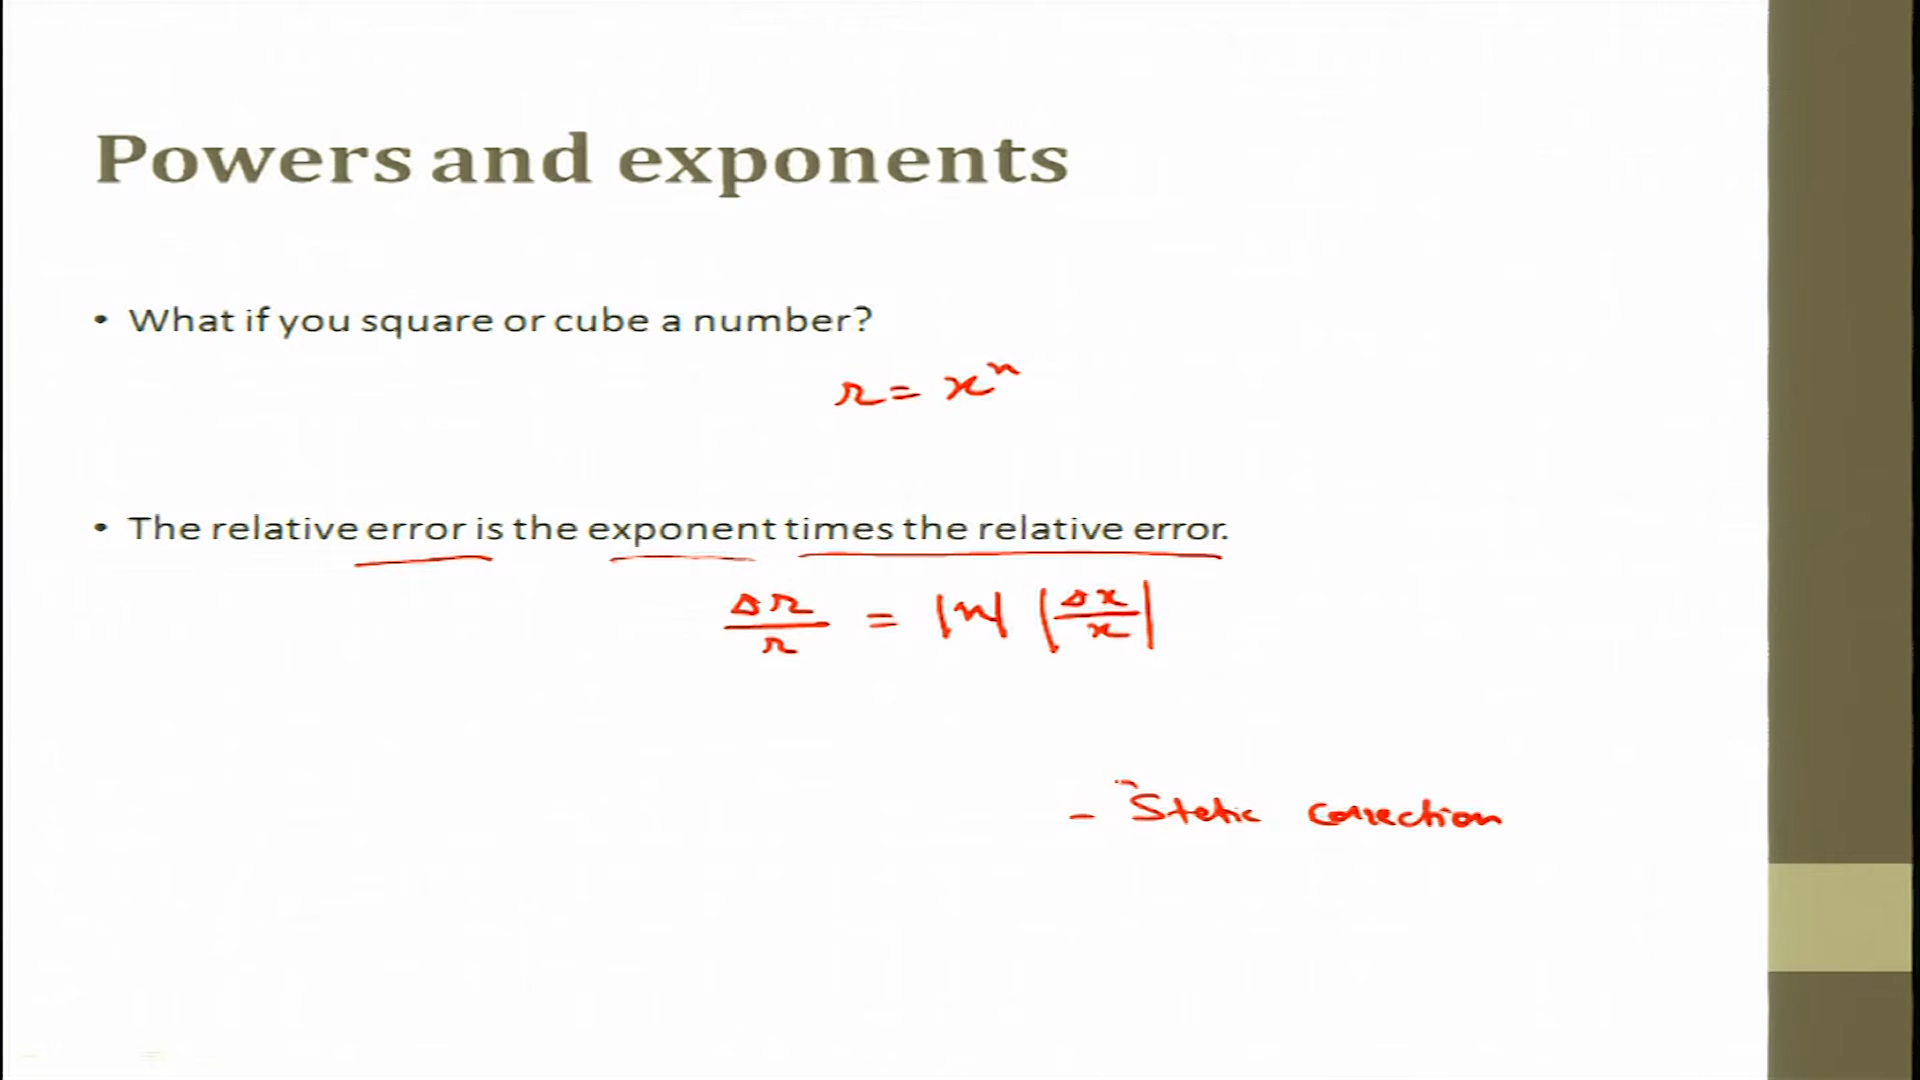 Powers and exponents
• What if you square or cube a number?
r = xⁿ
• The relative error is the exponent times the relative error.
Δr/r = |n| |Δx/x|
- Static correction